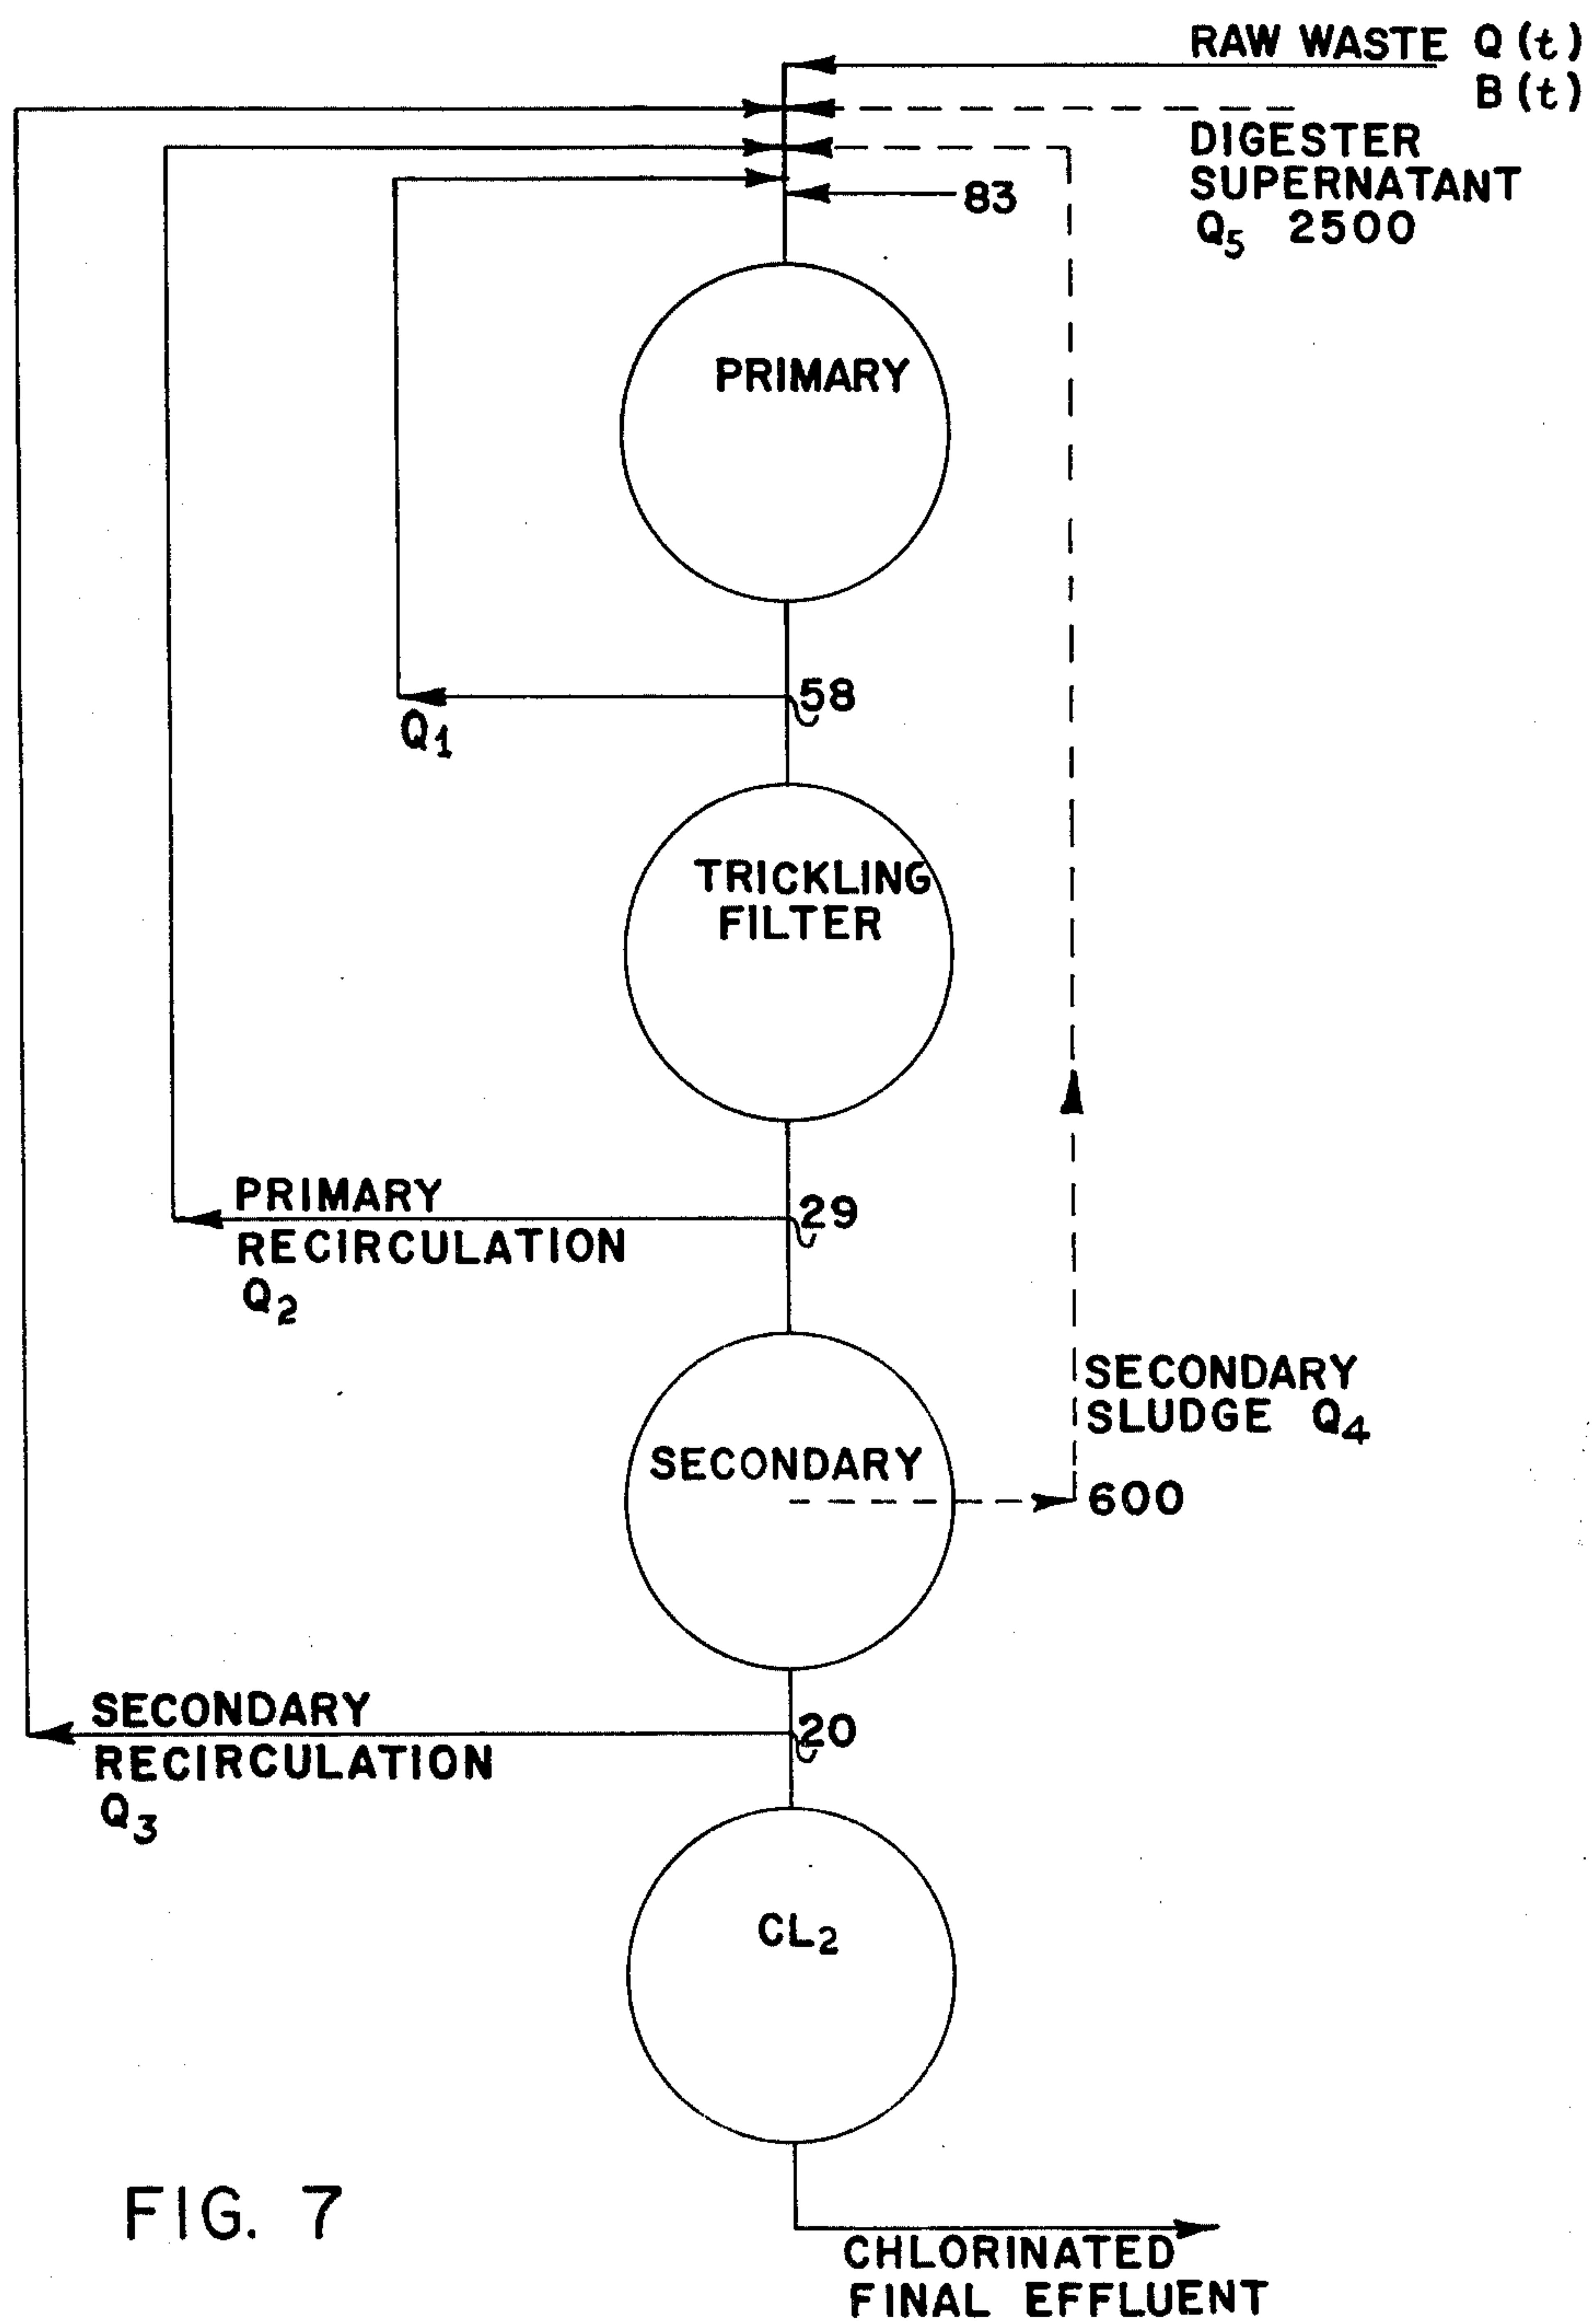 RAW WASTE Q(t)
B(t)
DIGESTER
SUPERNATANT
Q5 2500
83
PRIMARY
58
Q1
TRICKLING
FILTER
PRIMARY
RECIRCULATION
Q2
29
SECONDARY
SLUDGE Q4
SECONDARY
600
SECONDARY
RECIRCULATION
Q3
20
CL2
FIG. 7
CHLORINATED
FINAL EFFLUENT